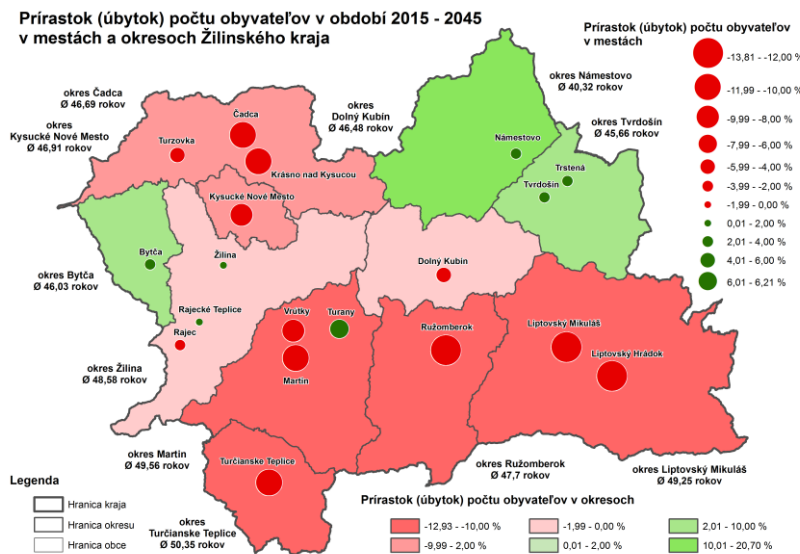 Prírastok (úbytok) počtu obyvateľov v období 2015 - 2045
v mestách a okresoch Žilinského kraja
Prírastok (úbytok) počtu obyvateľov
v mestách
-13,81 - -12,00 %
-11,99 - -10,00 %
-9,99 - -8,00 %
-7,99 - -6,00 %
-5,99 - -4,00 %
-3,99 - -2,00 %
-1,99 - 0,00 %
0,01 - 2,00 %
2,01 - 4,00 %
4,01 - 6,00 %
6,01 - 6,21 %
okres Čadca
Ø 46,69 rokov
okres
Kysucké Nové Mesto
Ø 46,91 rokov
okres
Dolný Kubín
Ø 46,48 rokov
okres Námestovo
Ø 40,32 rokov
okres Tvrdošín
Ø 45,66 rokov
Čadca
Turzovka
Krásno nad Kysucou
Kysucké Nové Mesto
Námestovo
Trstená
Tvrdošín
Bytča
Žilina
Dolný Kubín
okres Bytča
Ø 46,03 rokov
Rajecké Teplice
Rajec
Vrútky
Turany
Martin
Ružomberok
Liptovský Mikuláš
Liptovský Hrádok
okres Žilina
Ø 48,58 rokov
okres Martin
Ø 49,56 rokov
Turčianske Teplice
okres Ružomberok
Ø 47,7 rokov
okres Liptovský Mikuláš
Ø 49,25 rokov
okres
Turčianske Teplice
Ø 50,35 rokov
Legenda
Hranica kraja
Hranica okresu
Hranica obce
Prírastok (úbytok) počtu obyvateľov v okresoch
-12,93 - -10,00 %
-9,99 - 2,00 %
-1,99 - 0,00 %
0,01 - 2,00 %
2,01 - 10,00 %
10,01 - 20,70 %